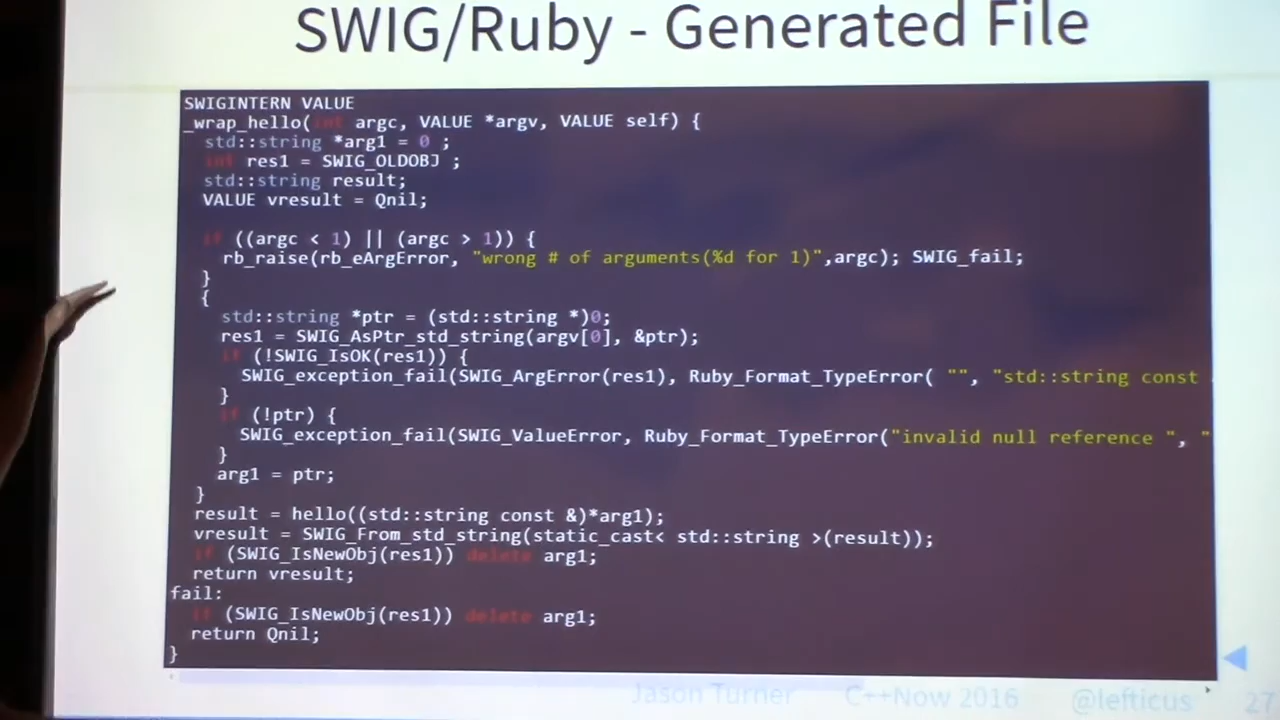 SWIG/Ruby - Generated File
SWIGINTERN VALUE
_wrap_hello(int argc, VALUE *argv, VALUE self) {
std::string *arg1 = 0 ;
int res1 = SWIG_OLDOBJ ;
std::string result;
VALUE vresult = Qnil;
if ((argc < 1) || (argc > 1)) {
rb_raise(rb_eArgError, "wrong # of arguments(%d for 1)",argc); SWIG_fail;
}
{
std::string *ptr = (std::string *)0;
res1 = SWIG_AsPtr_std_string(argv[0], &ptr);
if (!SWIG_IsOK(res1)) {
SWIG_exception_fail(SWIG_ArgError(res1), Ruby_Format_TypeError( "", "std::string const
}
if (!ptr) {
SWIG_exception_fail(SWIG_ValueError, Ruby_Format_TypeError("invalid null reference ", "
}
arg1 = ptr;
}
result = hello((std::string const &)*arg1);
vresult = SWIG_From_std_string(static_cast< std::string >(result));
if (SWIG_IsNewObj(res1)) delete arg1;
return vresult;
fail:
if (SWIG_IsNewObj(res1)) delete arg1;
return Qnil;
}
Jason Turner C++Now 2016 @lefticus 27